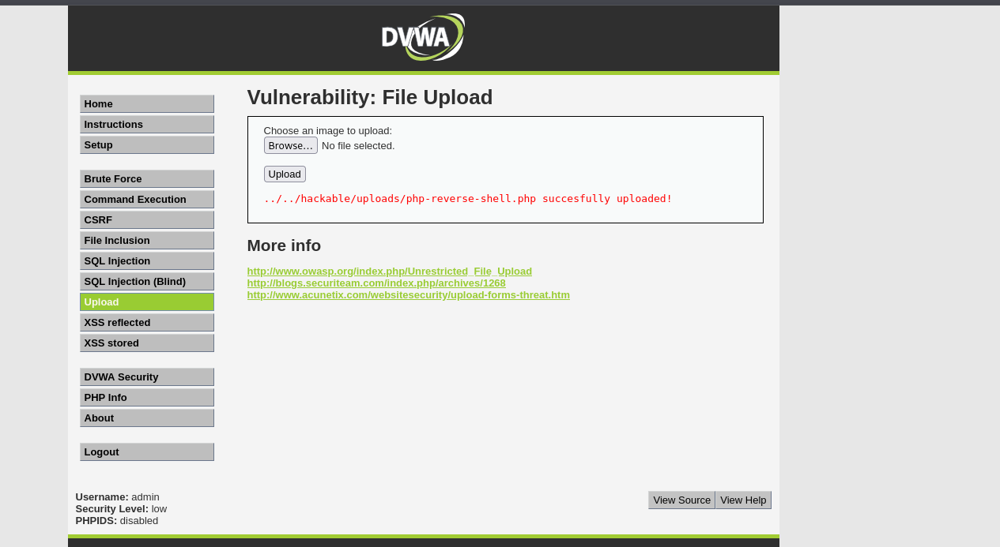 DVWA
Home
Instructions
Setup
Brute Force
Command Execution
CSRF
File Inclusion
SQL Injection
SQL Injection (Blind)
Upload
XSS reflected
XSS stored
DVWA Security
PHP Info
About
Logout
Vulnerability: File Upload
Choose an image to upload:
Browse... No file selected.
Upload
../../hackable/uploads/php-reverse-shell.php succesfully uploaded!
More info
http://www.owasp.org/index.php/Unrestricted_File_Upload
http://blogs.securiteam.com/index.php/archives/1268
http://www.acunetix.com/websitesecurity/upload-forms-threat.htm
Username: admin
Security Level: low
PHPIDS: disabled
View Source View Help